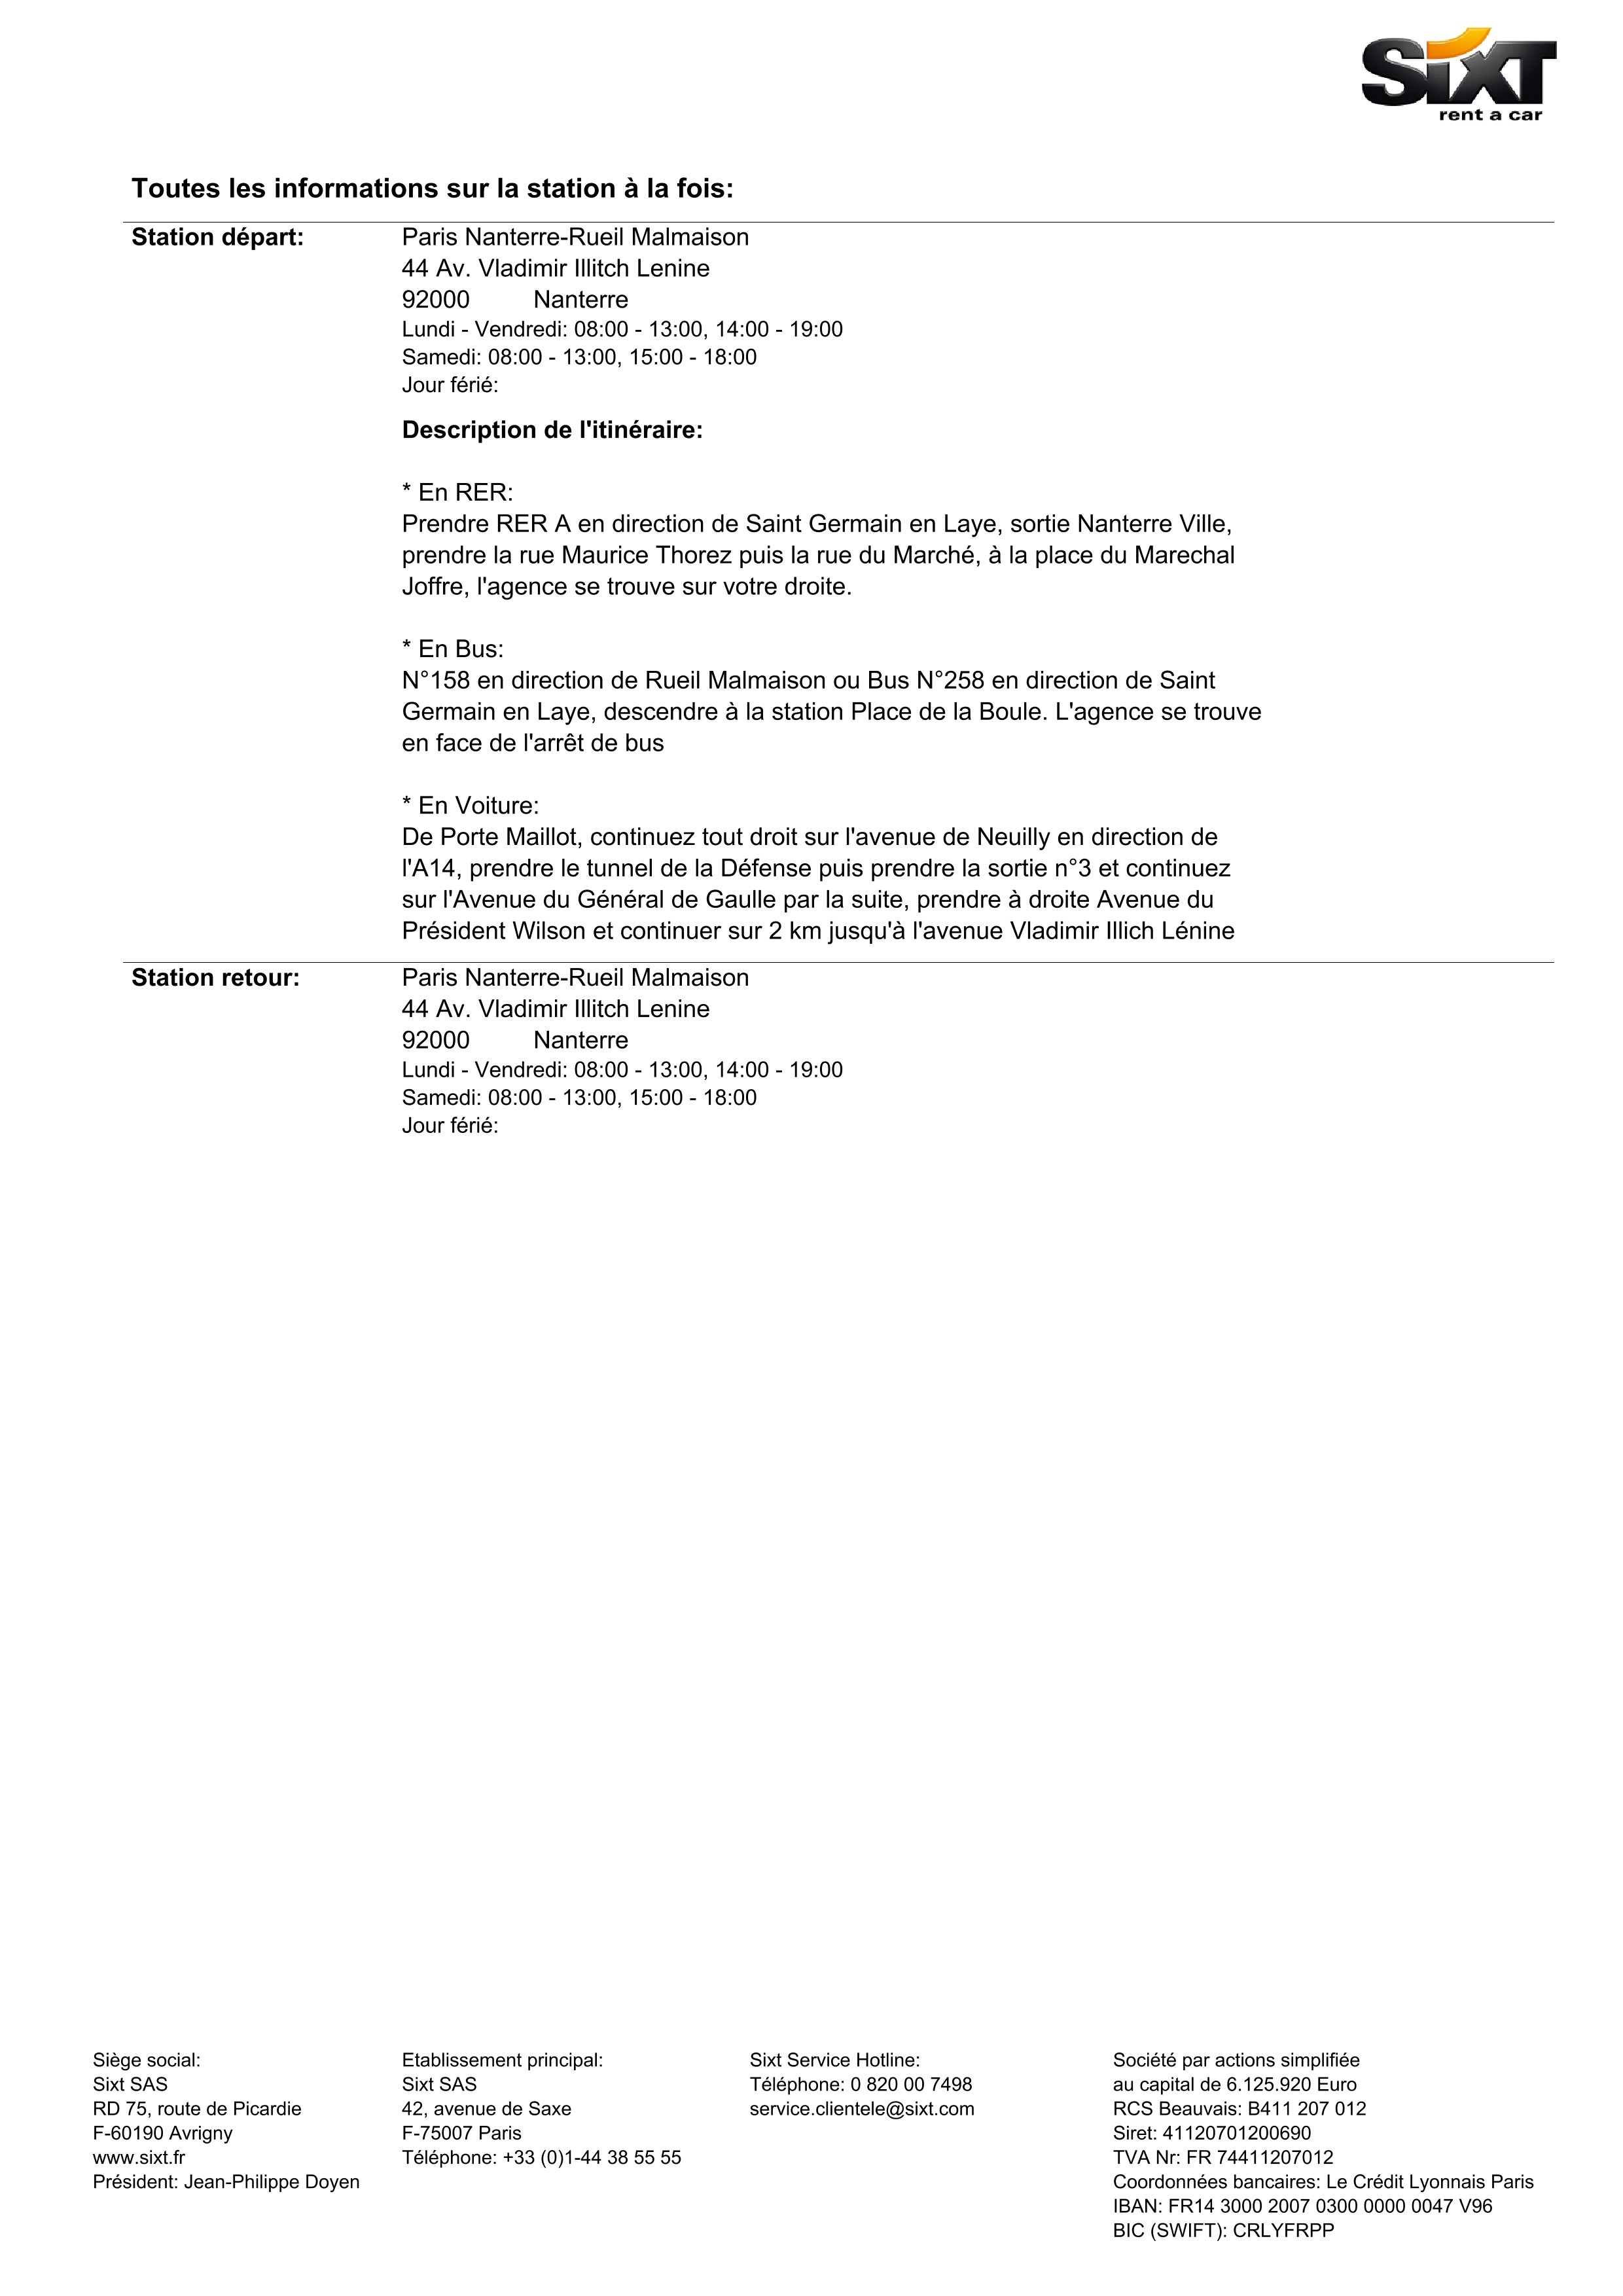 SiXT
rent a car
Toutes les informations sur la station à la fois:
Station départ: Paris Nanterre-Rueil Malmaison
44 Av. Vladimir Illitch Lenine
92000 Nanterre
Lundi - Vendredi: 08:00 - 13:00, 14:00 - 19:00
Samedi: 08:00 - 13:00, 15:00 - 18:00
Jour férié:
Description de l'itinéraire:
* En RER:
Prendre RER A en direction de Saint Germain en Laye, sortie Nanterre Ville,
prendre la rue Maurice Thorez puis la rue du Marché, à la place du Marechal
Joffre, l'agence se trouve sur votre droite.
* En Bus:
N°158 en direction de Rueil Malmaison ou Bus N°258 en direction de Saint
Germain en Laye, descendre à la station Place de la Boule. L'agence se trouve
en face de l'arrêt de bus
* En Voiture:
De Porte Maillot, continuez tout droit sur l'avenue de Neuilly en direction de
l'A14, prendre le tunnel de la Défense puis prendre la sortie n°3 et continuez
sur l'Avenue du Général de Gaulle par la suite, prendre à droite Avenue du
Président Wilson et continuer sur 2 km jusqu'à l'avenue Vladimir Illich Lénine
Station retour: Paris Nanterre-Rueil Malmaison
44 Av. Vladimir Illitch Lenine
92000 Nanterre
Lundi - Vendredi: 08:00 - 13:00, 14:00 - 19:00
Samedi: 08:00 - 13:00, 15:00 - 18:00
Jour férié:
Siège social:
Sixt SAS
RD 75, route de Picardie
F-60190 Avrigny
www.sixt.fr
Président: Jean-Philippe Doyen
Etablissement principal:
Sixt SAS
42, avenue de Saxe
F-75007 Paris
Téléphone: +33 (0)1-44 38 55 55
Sixt Service Hotline:
Téléphone: 0 820 00 7498
service.clientele@sixt.com
Société par actions simplifiée
au capital de 6.125.920 Euro
RCS Beauvais: B411 207 012
Siret: 41120701200690
TVA Nr: FR 74411207012
Coordonnées bancaires: Le Crédit Lyonnais Paris
IBAN: FR14 3000 2007 0300 0000 0047 V96
BIC (SWIFT): CRLYFRPP